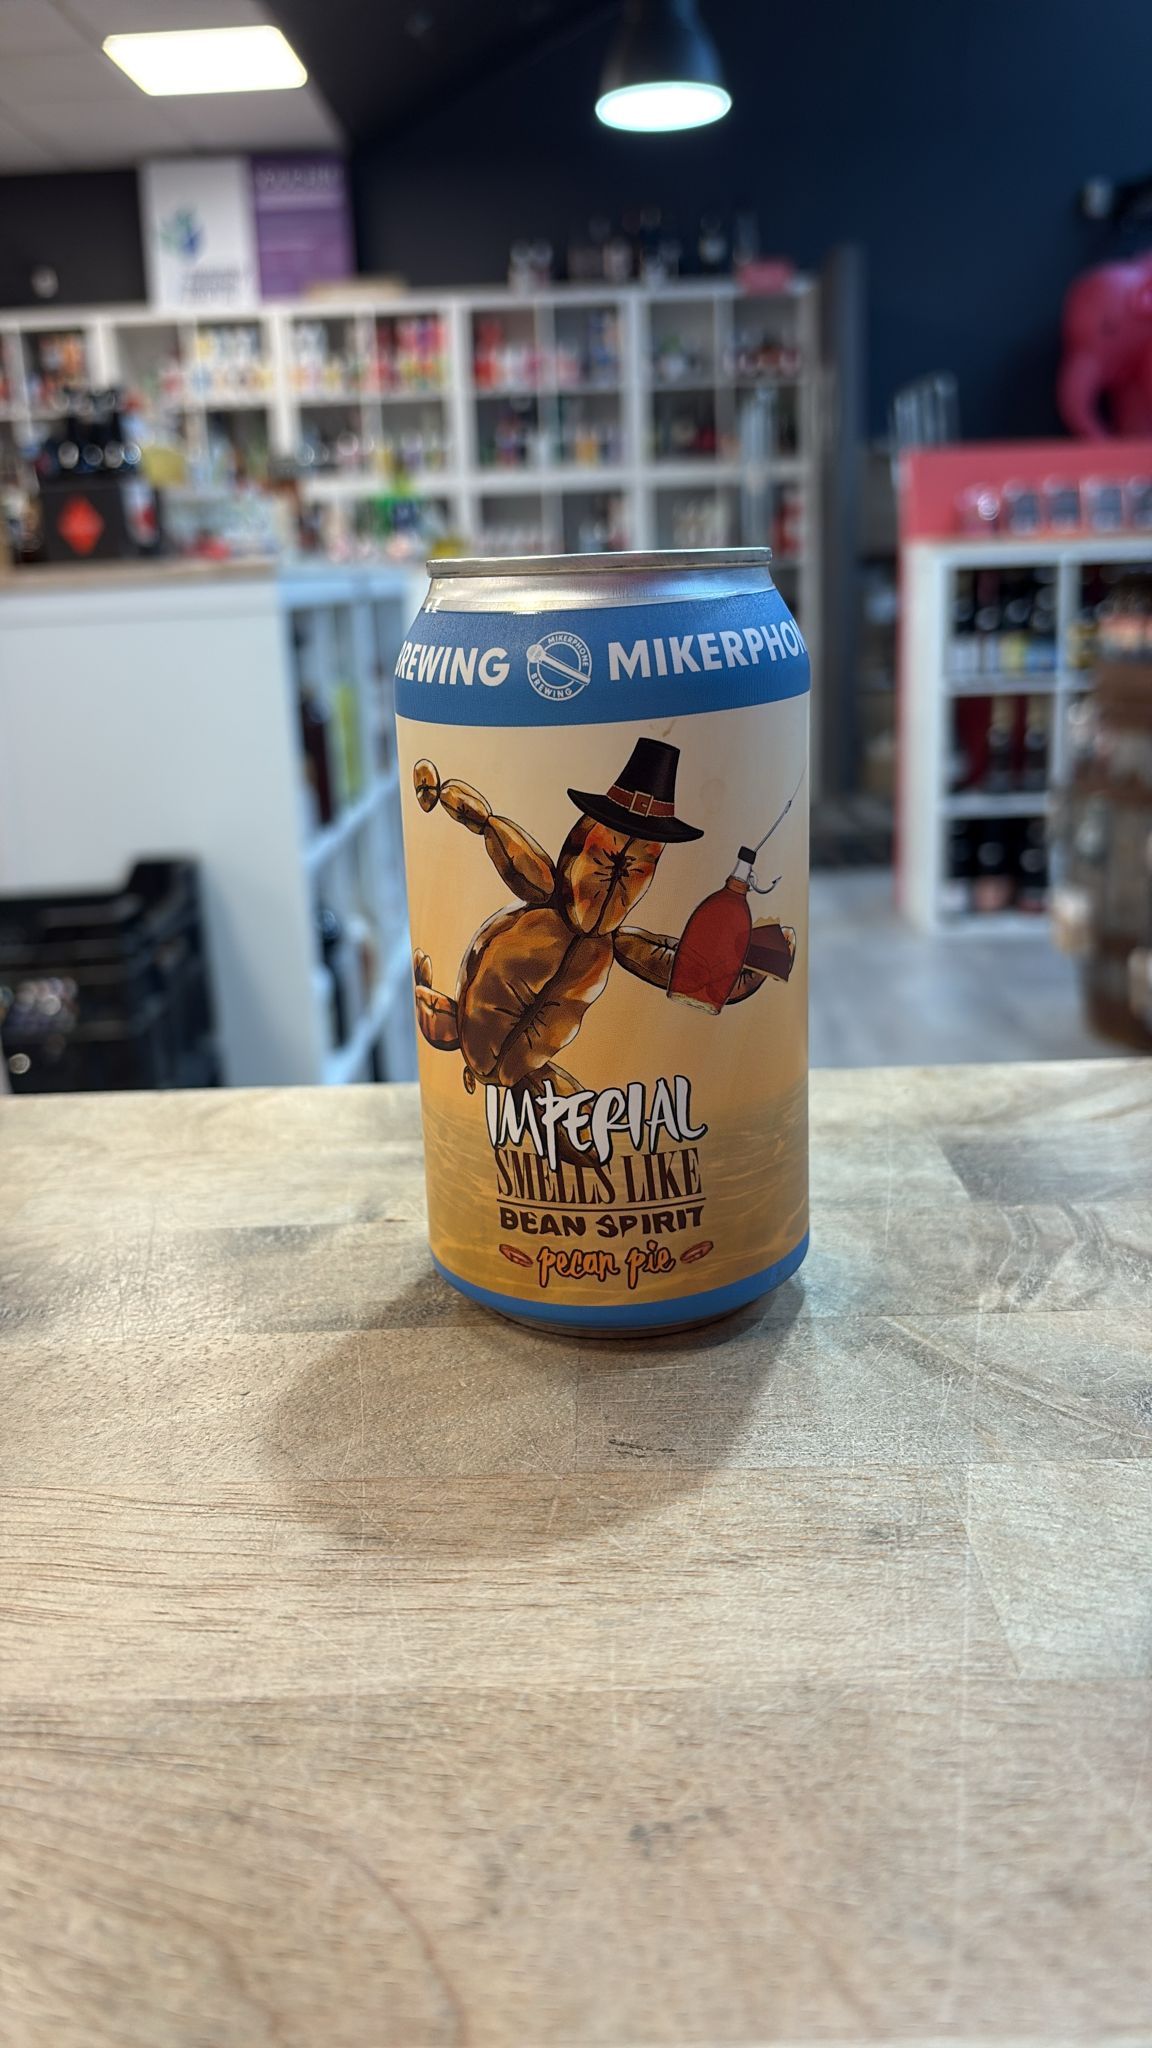 BREWING
MIKERPHONE
BREWING
MIKERPHON
IMPERIAL
SMELLS LIKE
BEAN SPIRIT
pecan pie